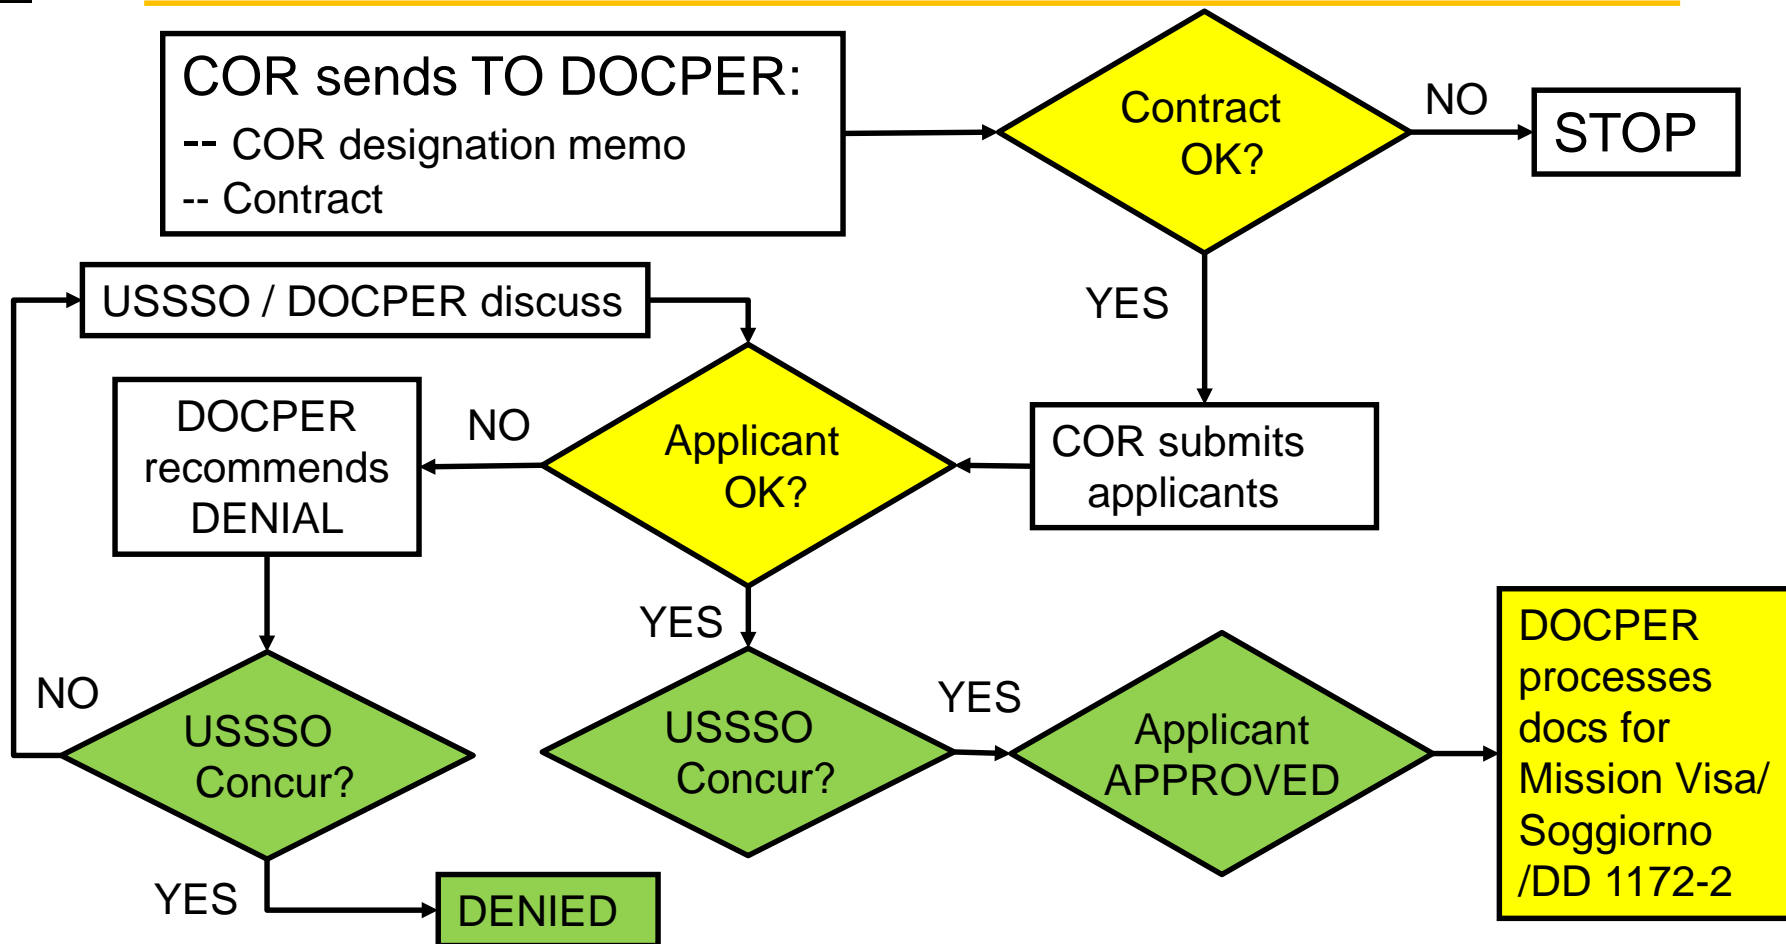 COR sends TO DOCPER:
-- COR designation memo
-- Contract
Contract
OK?
NO
STOP
YES
USSSO / DOCPER discuss
DOCPER
recommends
DENIAL
NO
Applicant
OK?
COR submits
applicants
YES
NO
USSSO
Concur?
USSSO
Concur?
YES
Applicant
APPROVED
DOCPER
processes
docs for
Mission Visa/
Soggiorno
/DD 1172-2
YES
DENIED